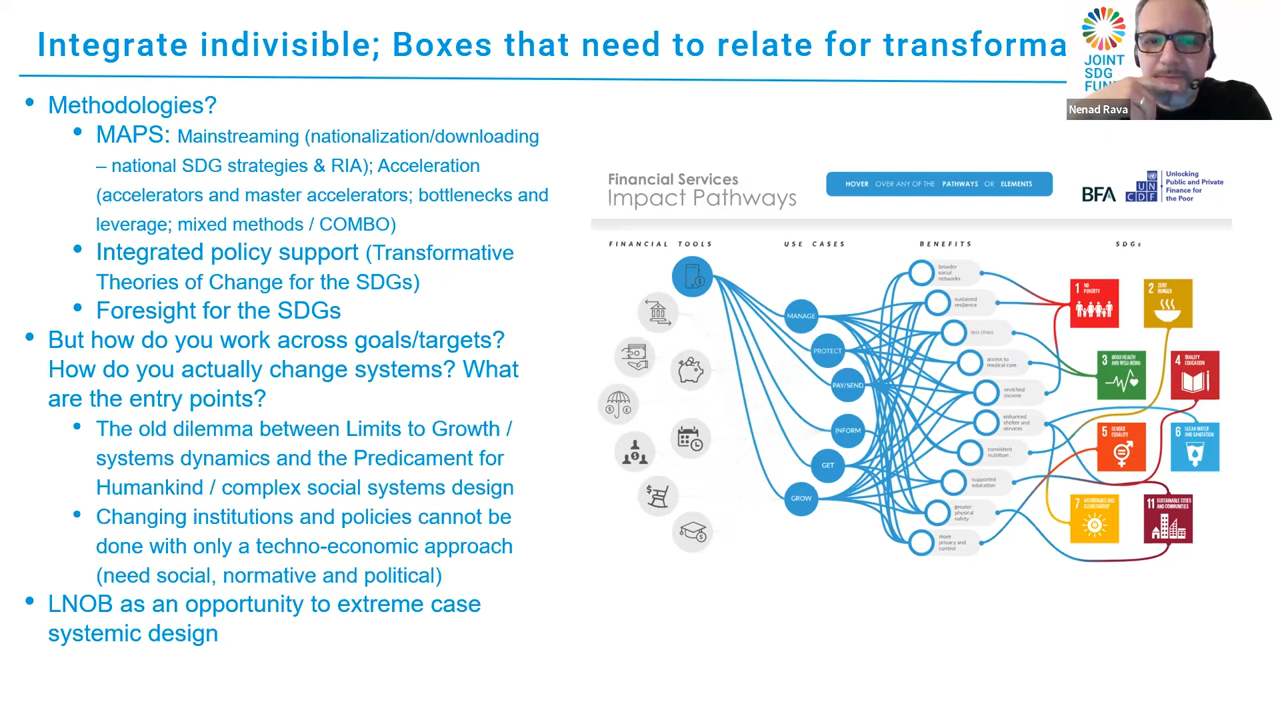 Integrate indivisible; Boxes that need to relate for transforma
JOINT
SDG
FUN
Nenad Rava
Methodologies?
MAPS: Mainstreaming (nationalization/downloading
– national SDG strategies & RIA); Acceleration
(accelerators and master accelerators; bottlenecks and
leverage; mixed methods / COMBO)
Integrated policy support (Transformative
Theories of Change for the SDGs)
Foresight for the SDGs
But how do you work across goals/targets?
How do you actually change systems? What
are the entry points?
The old dilemma between Limits to Growth /
systems dynamics and the Predicament for
Humankind / complex social systems design
Changing institutions and policies cannot be
done with only a techno-economic approach
(need social, normative and political)
LNOB as an opportunity to extreme case
systemic design
Financial Services
Impact Pathways
HOVER OVER ANY OF THE PATHWAYS OR ELEMENTS
BFA
UN
CDF
Unlocking
Public and Private
Finance for
the Poor
FINANCIAL TOOLS
USE CASES
BENEFITS
SDGs
MANAGE
PROTECT
PAY/SEND
INFORM
GET
GROW
broader
social
networks
sustained
resilience
less stress
access to
medical care
enriched
income
enhanced
shelter and
services
consistent
nutrition
supported
education
greater
physical
safety
more
privacy and
control
1 NO
POVERTY
2 ZERO
HUNGER
3 GOOD HEALTH
AND WELL-BEING
4 QUALITY
EDUCATION
5 GENDER
EQUALITY
6 CLEAN WATER
AND SANITATION
7 AFFORDABLE AND
CLEAN ENERGY
11 SUSTAINABLE CITIES
AND COMMUNITIES